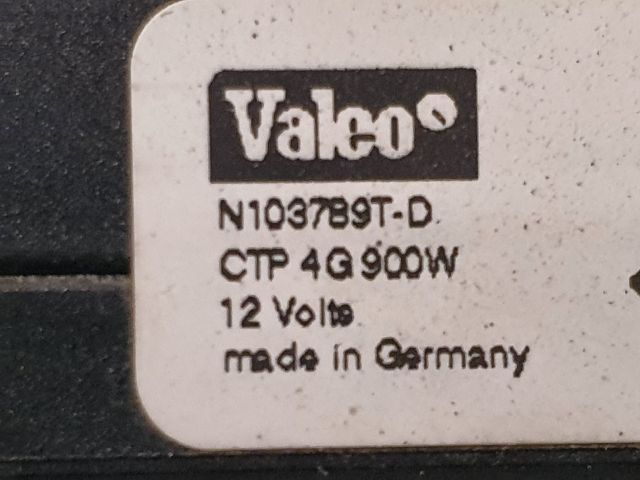 Valeo
N103789T-D
CTP 4G 900W
12 Volts
made in Germany